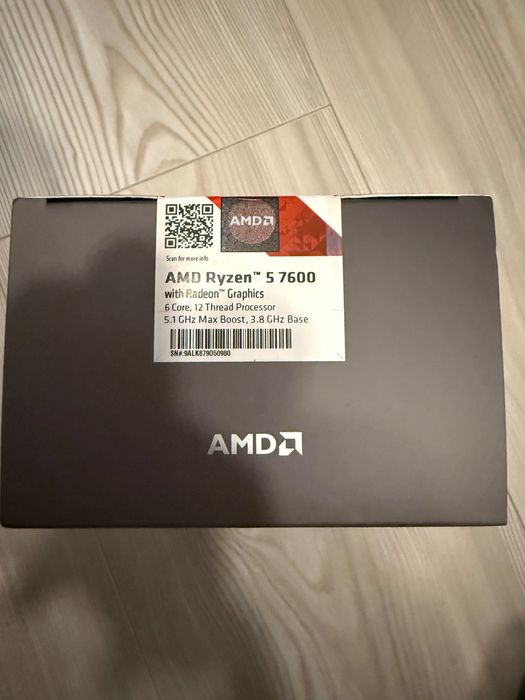 AMD
Scan for more info
AMD Ryzen™ 5 7600
with Radeon™ Graphics
6 Core, 12 Thread Processor
5.1 GHz Max Boost, 3.8 GHz Base
SN#:9ALK879050980
AMD